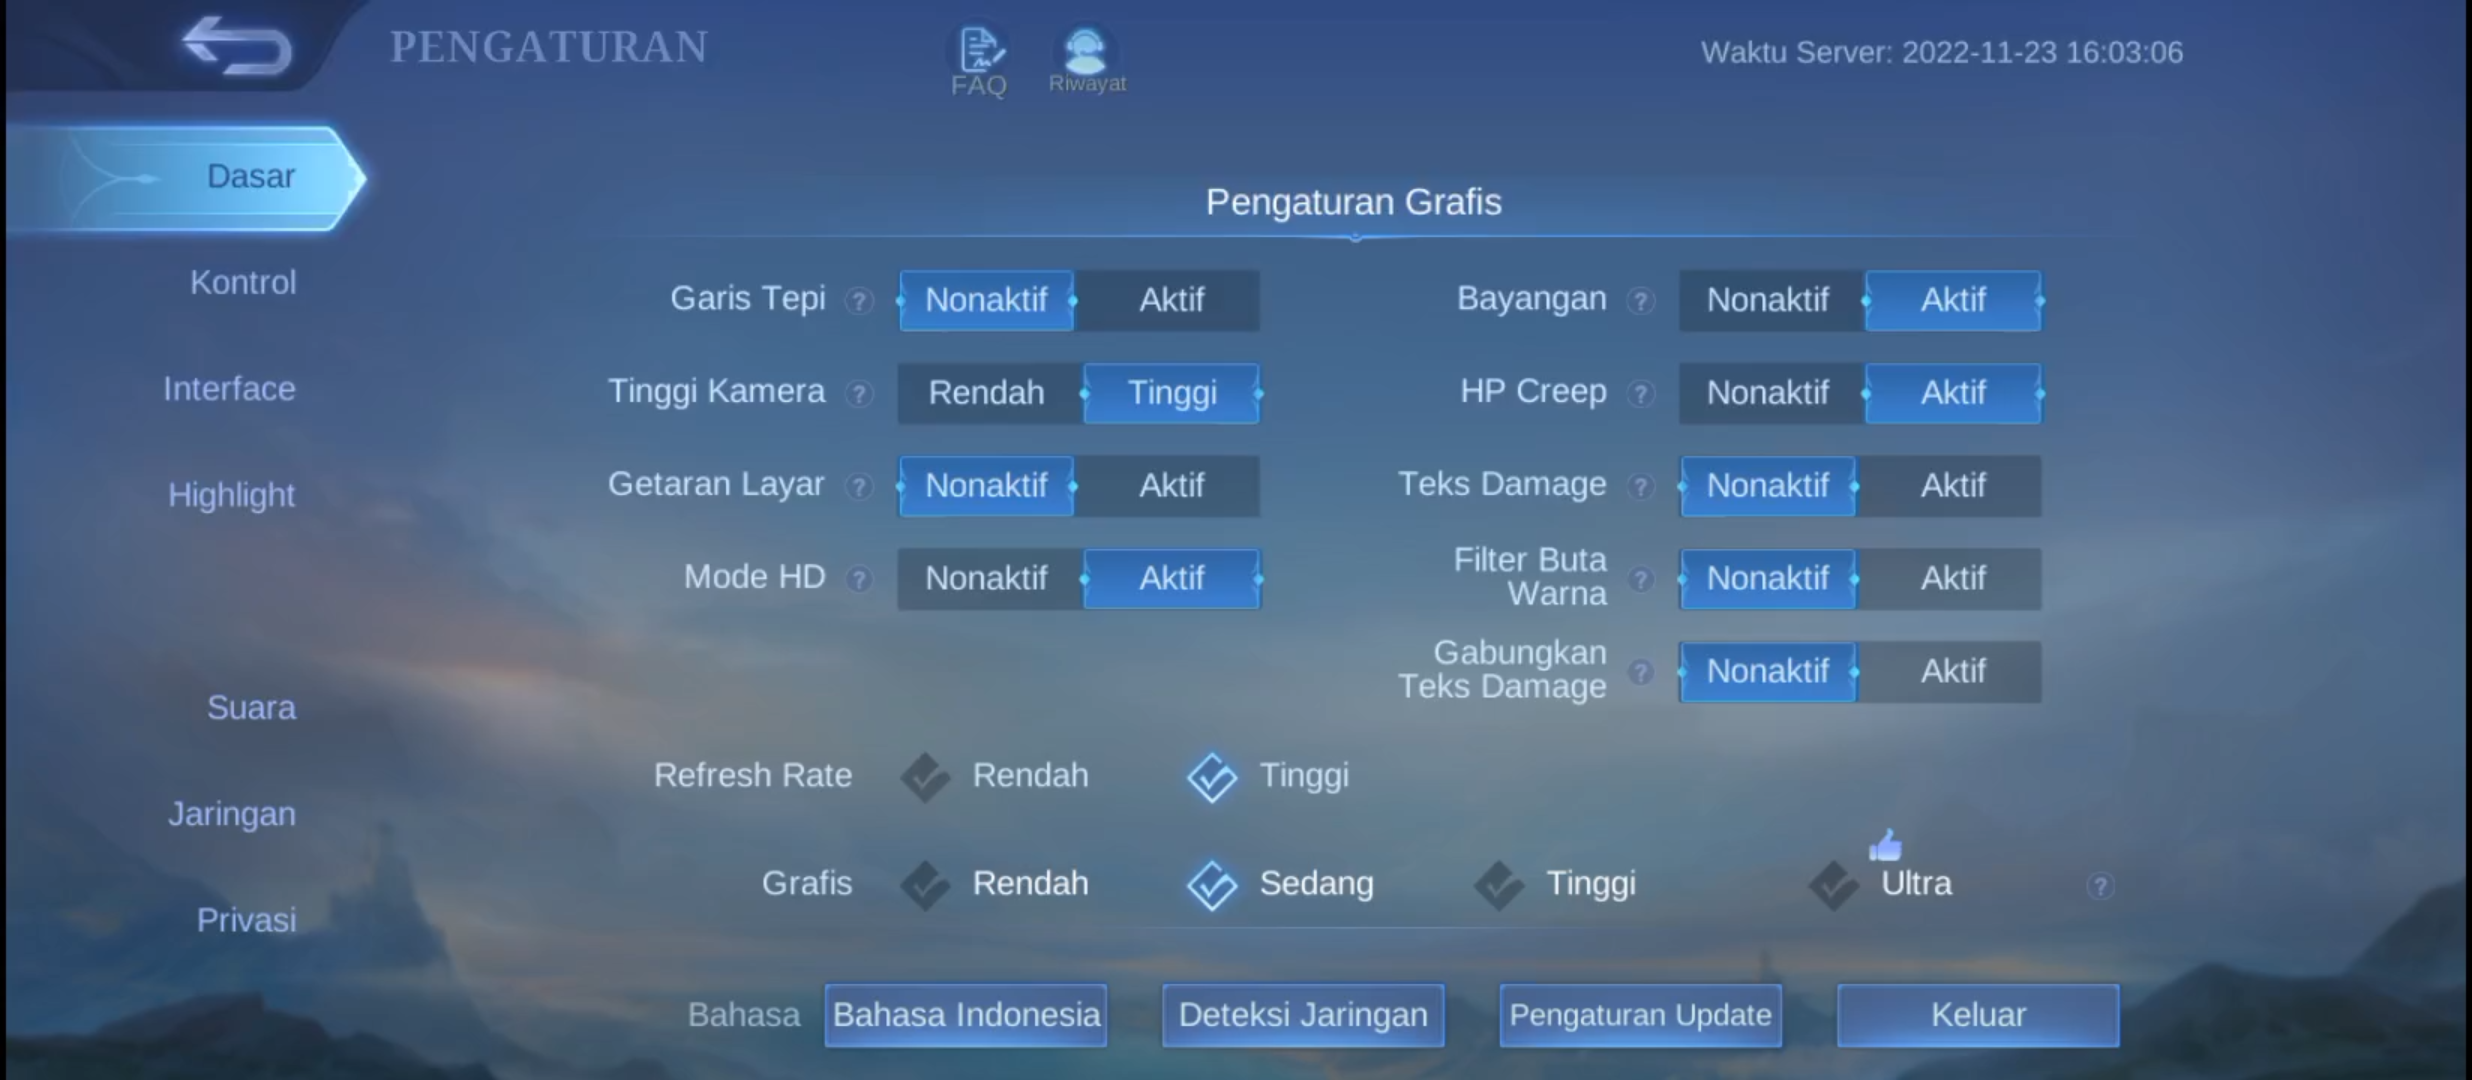 PENGATURAN
FAQ
Riwayat
Waktu Server: 2022-11-23 16:03:06
Dasar
Kontrol
Interface
Highlight
Suara
Jaringan
Privasi
Pengaturan Grafis
Garis Tepi ? Nonaktif Aktif
Bayangan ? Nonaktif Aktif
Tinggi Kamera ? Rendah Tinggi
HP Creep ? Nonaktif Aktif
Getaran Layar ? Nonaktif Aktif
Teks Damage ? Nonaktif Aktif
Mode HD ? Nonaktif Aktif
Filter Buta
Warna ? Nonaktif Aktif
Gabungkan
Teks Damage ? Nonaktif Aktif
Refresh Rate Rendah Tinggi
Grafis Rendah Sedang Tinggi Ultra ?
Bahasa Bahasa Indonesia Deteksi Jaringan Pengaturan Update Keluar